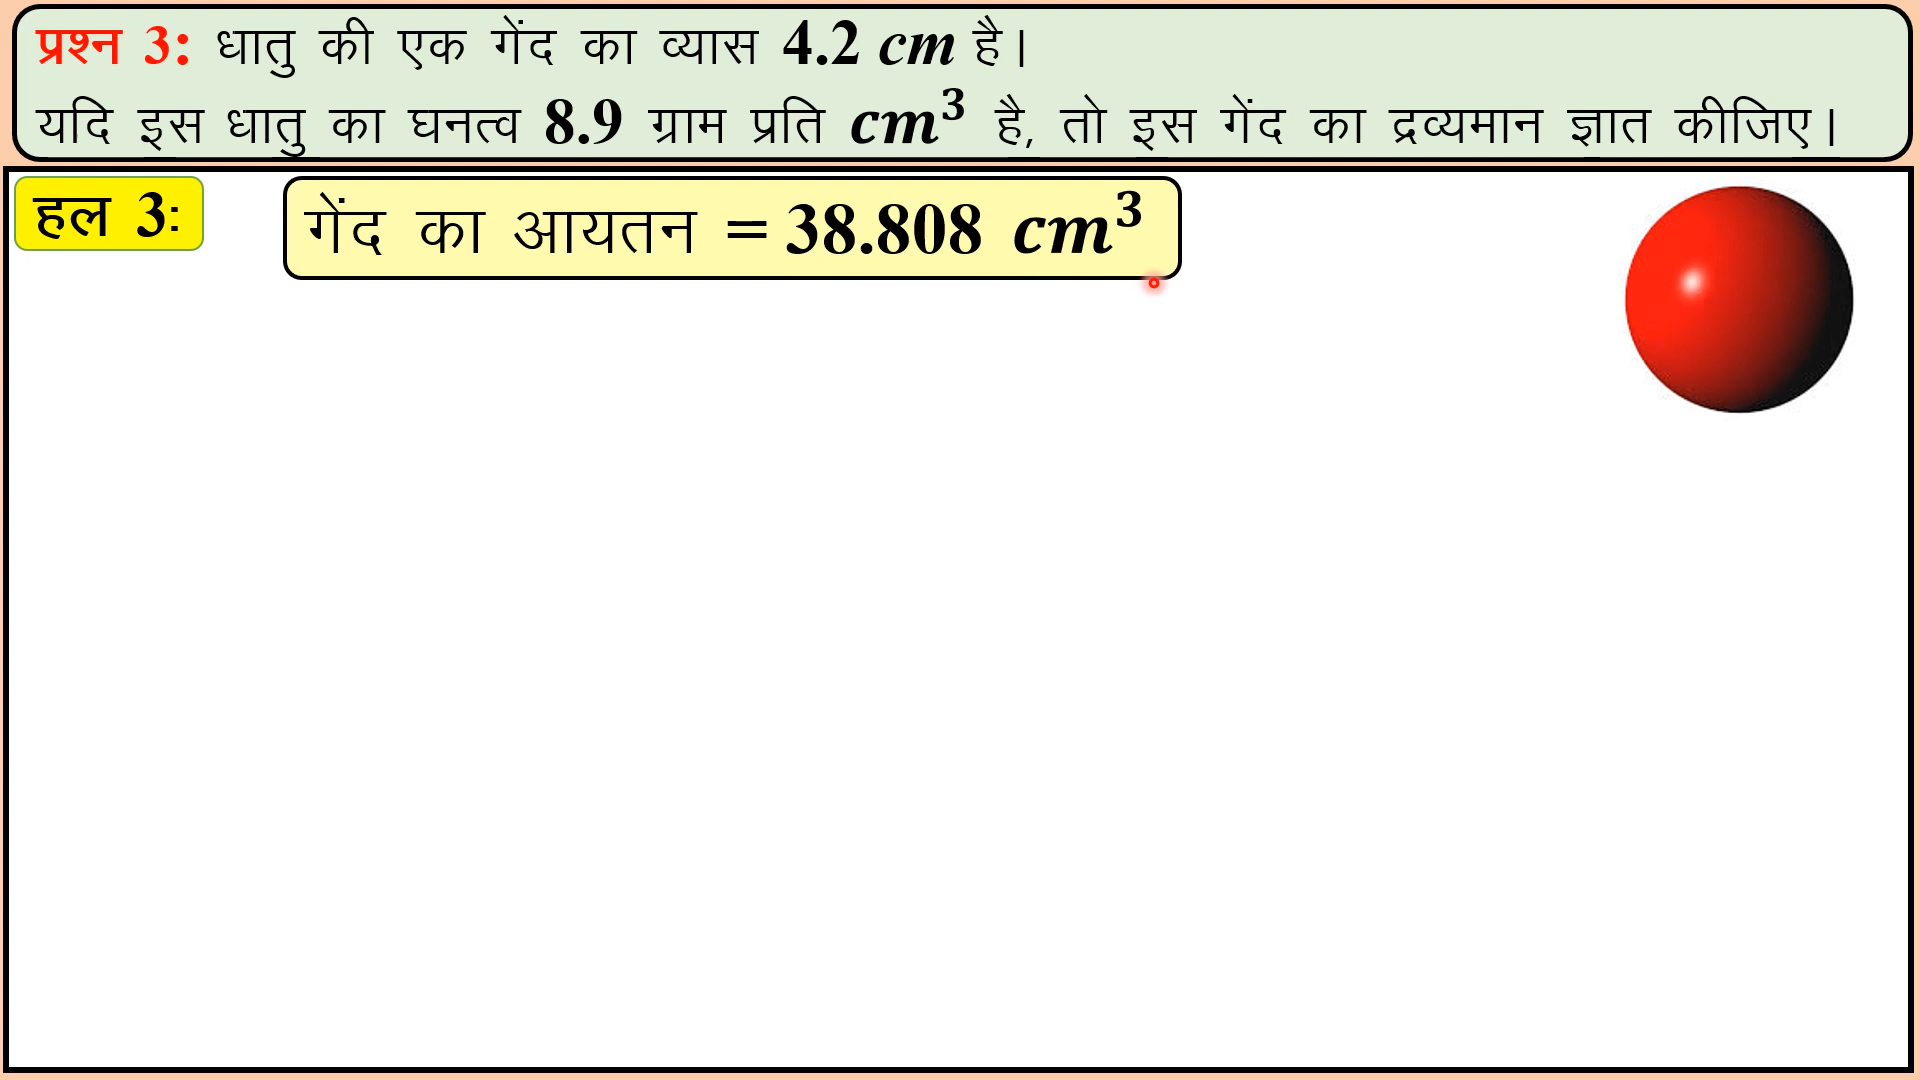 प्रश्न 3: धातु की एक गेंद का व्यास 4.2 cm है।
यदि इस धातु का घनत्व 8.9 ग्राम प्रति cm³ है, तो इस गेंद का द्रव्यमान ज्ञात कीजिए।
हल 3:
गेंद का आयतन = 38.808 cm³